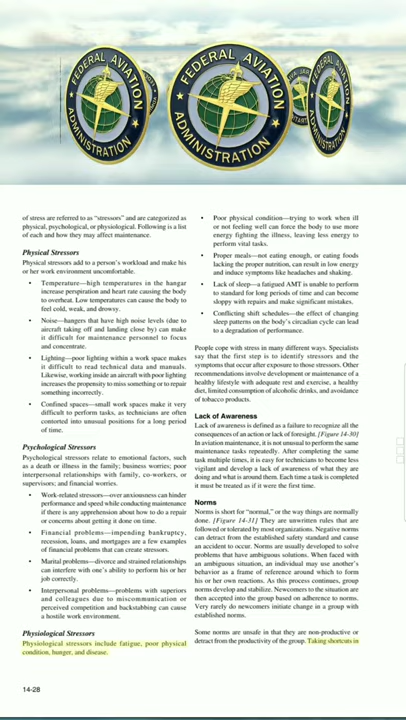 FEDERAL AVIATION
ADMINISTRATION
FEDERAL AVIATION
ADMINISTRATION
FEDERAL AVIATION
ADMINISTRATION
of stress are referred to as “stressors” and are categorized as
physical, psychological, or physiological. Following is a list
of each and how they may affect maintenance.
Physical Stressors
Physical stressors add to a person’s workload and make his
or her work environment uncomfortable.
• Temperature—high temperatures in the hangar
increase perspiration and heart rate causing the body
to overheat. Low temperatures can cause the body to
feel cold, weak, and drowsy.
• Noise—hangars that have high noise levels (due to
aircraft taking off and landing close by) can make
it difficult for maintenance personnel to focus
and concentrate.
• Lighting—poor lighting within a work space makes
it difficult to read technical data and manuals.
Likewise, working inside an aircraft with poor lighting
increases the propensity to miss something or to repair
something incorrectly.
• Confined spaces—small work spaces make it very
difficult to perform tasks, as technicians are often
contorted into unusual positions for a long period
of time.
Psychological Stressors
Psychological stressors relate to emotional factors, such
as a death or illness in the family; business worries; poor
interpersonal relationships with family, co-workers, or
supervisors; and financial worries.
• Work-related stressors—over anxiousness can hinder
performance and speed while conducting maintenance
if there is any apprehension about how to do a repair
or concerns about getting it done on time.
• Financial problems—impending bankruptcy,
recession, loans, and mortgages are a few examples
of financial problems that can create stressors.
• Marital problems—divorce and strained relationships
can interfere with one’s ability to perform his or her
job correctly.
• Interpersonal problems—problems with superiors
and colleagues due to miscommunication or
perceived competition and backstabbing can cause
a hostile work environment.
Physiological Stressors
Physiological stressors include fatigue, poor physical
condition, hunger, and disease.
• Poor physical condition—trying to work when ill
or not feeling well can force the body to use more
energy fighting the illness, leaving less energy to
perform vital tasks.
• Proper meals—not eating enough, or eating foods
lacking the proper nutrition, can result in low energy
and induce symptoms like headaches and shaking.
• Lack of sleep—a fatigued AMT is unable to perform
to standard for long periods of time and can become
sloppy with repairs and make significant mistakes.
• Conflicting shift schedules—the effect of changing
sleep patterns on the body’s circadian cycle can lead
to a degradation of performance.
People cope with stress in many different ways. Specialists
say that the first step is to identify stressors and the
symptoms that occur after exposure to those stressors. Other
recommendations involve development or maintenance of a
healthy lifestyle with adequate rest and exercise, a healthy
diet, limited consumption of alcoholic drinks, and avoidance
of tobacco products.
Lack of Awareness
Lack of awareness is defined as a failure to recognize all the
consequences of an action or lack of foresight. [Figure 14-30]
In aviation maintenance, it is not unusual to perform the same
maintenance tasks repeatedly. After completing the same
task multiple times, it is easy for technicians to become less
vigilant and develop a lack of awareness of what they are
doing and what is around them. Each time a task is completed
it must be treated as if it were the first time.
Norms
Norms is short for “normal,” or the way things are normally
done. [Figure 14-31] They are unwritten rules that are
followed or tolerated by most organizations. Negative norms
can detract from the established safety standard and cause
an accident to occur. Norms are usually developed to solve
problems that have ambiguous solutions. When faced with
an ambiguous situation, an individual may use another’s
behavior as a frame of reference around which to form
his or her own reactions. As this process continues, group
norms develop and stabilize. Newcomers to the situation are
then accepted into the group based on adherence to norms.
Very rarely do newcomers initiate change in a group with
established norms.
Some norms are unsafe in that they are non-productive or
detract from the productivity of the group. Taking shortcuts in
14-28